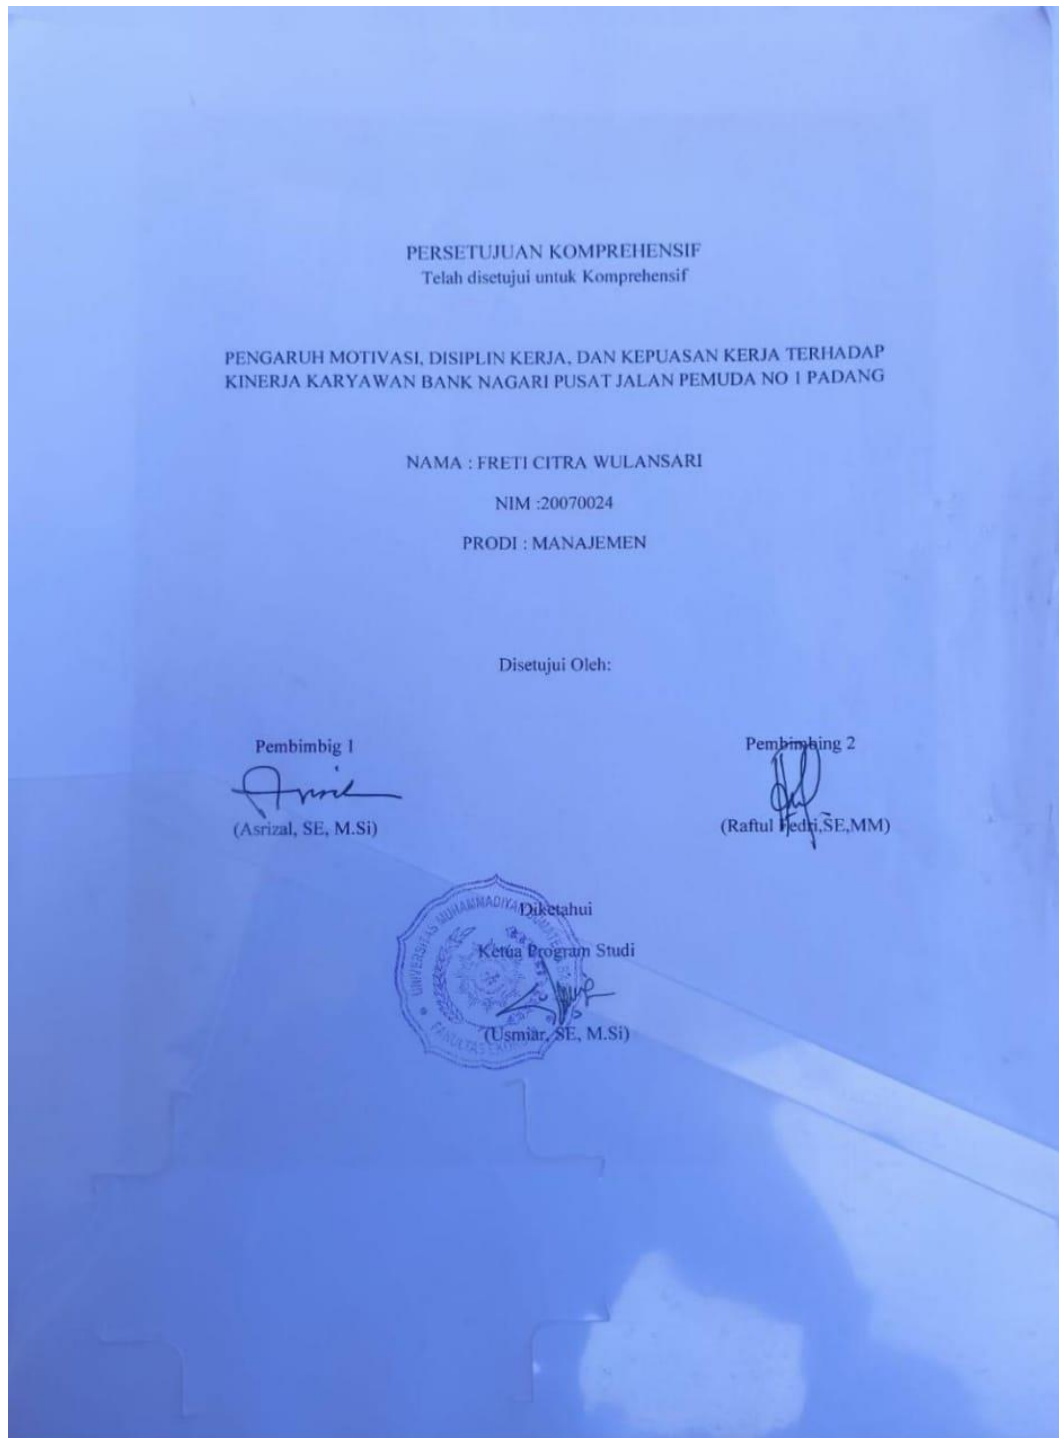 PERSETUJUAN KOMPREHENSIF
Telah disetujui untuk Komprehensif
PENGARUH MOTIVASI, DISIPLIN KERJA, DAN KEPUASAN KERJA TERHADAP
KINERJA KARYAWAN BANK NAGARI PUSAT JALAN PEMUDA NO 1 PADANG
NAMA : FRETI CITRA WULANSARI
NIM :20070024
PRODI : MANAJEMEN
Disetujui Oleh:
Pembimbig 1
Pembimbing 2
(Asrizal, SE, M.Si)
(Raftul Fedri,SE,MM)
UNIVERSITAS MUHAMMADIYAH
Diketahui
Ketua Program Studi
(Usmiar, SE, M.Si)